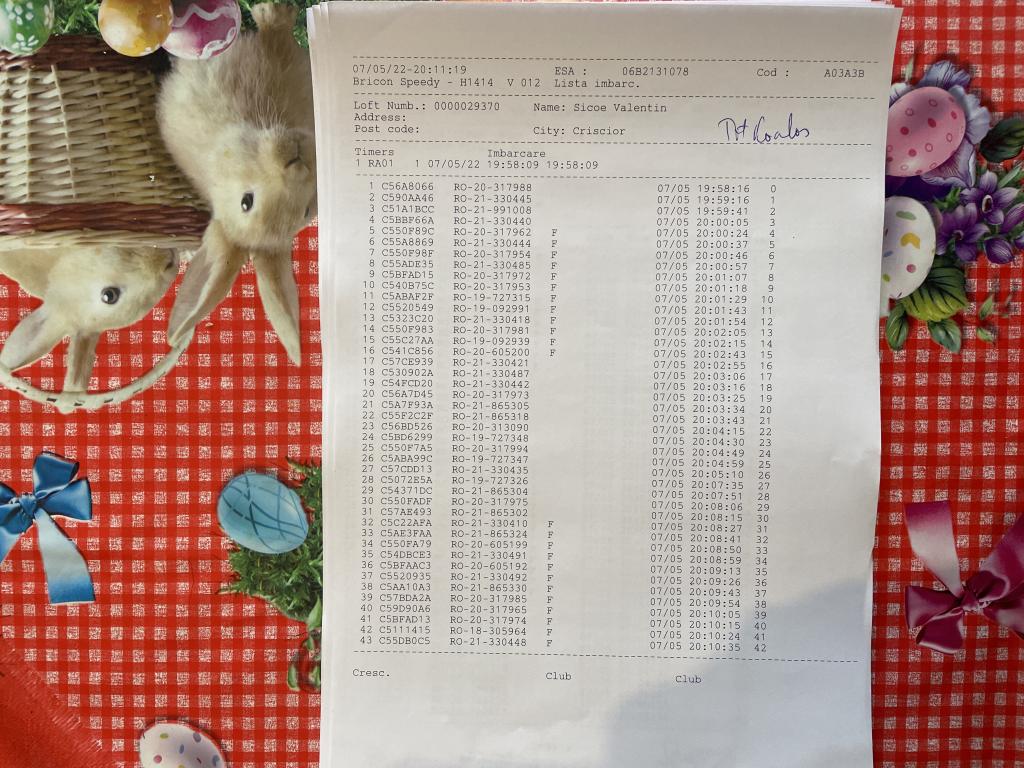 07/05/22-20:11:19 ESA : 06B2131078 Cod : A03A3B
Bricon Speedy - H1414 V 012 Lista imbarc.
Loft Numb.: 0000029370 Name: Sicoe Valentin
Address:
Post code: City: Criscior
Timers Imbarcare
1 RA01 1 07/05/22 19:58:09 19:58:09
1 C56A8066 RO-20-317988 07/05 19:58:16 0
2 C590AA46 RO-21-330445 07/05 19:59:16 1
3 C51A1BCC RO-21-991008 07/05 19:59:41 2
4 C5BBF66A RO-21-330440 07/05 20:00:05 3
5 C550F89C RO-20-317962 F 07/05 20:00:24 4
6 C55A8869 RO-21-330444 F 07/05 20:00:37 5
7 C550F98F RO-20-317954 F 07/05 20:00:46 6
8 C55ADE35 RO-21-330485 F 07/05 20:00:57 7
9 C5BFAD15 RO-20-317972 F 07/05 20:01:07 8
10 C540B75C RO-20-317953 F 07/05 20:01:18 9
11 C5ABAF2F RO-19-727315 F 07/05 20:01:29 10
12 C5520549 RO-19-092991 F 07/05 20:01:43 11
13 C5323C20 RO-21-330418 F 07/05 20:01:54 12
14 C550F983 RO-20-317981 F 07/05 20:02:05 13
15 C55C27AA RO-19-092939 F 07/05 20:02:15 14
16 C541C856 RO-20-605200 F 07/05 20:02:43 15
17 C57CE939 RO-21-330421 07/05 20:02:55 16
18 C530902A RO-21-330487 07/05 20:03:06 17
19 C54FCD20 RO-21-330442 07/05 20:03:16 18
20 C56A7D45 RO-20-317973 07/05 20:03:25 19
21 C5A7F93A RO-21-865305 07/05 20:03:34 20
22 C55F2C2F RO-21-865318 07/05 20:03:43 21
23 C56BD526 RO-20-313090 07/05 20:04:15 22
24 C5BD6299 RO-19-727348 07/05 20:04:30 23
25 C550F7A5 RO-20-317994 07/05 20:04:49 24
26 C5ABA99C RO-19-727347 07/05 20:04:59 25
27 C57CDD13 RO-21-330435 07/05 20:05:10 26
28 C5072E5A RO-19-727326 07/05 20:07:35 27
29 C54371DC RO-21-865304 07/05 20:07:51 28
30 C550FADF RO-20-317975 07/05 20:08:06 29
31 C57AE493 RO-21-865302 07/05 20:08:15 30
32 C5C22AFA RO-21-330410 F 07/05 20:08:27 31
33 C5AE3FAA RO-21-865324 F 07/05 20:08:41 32
34 C550FA79 RO-20-605199 F 07/05 20:08:50 33
35 C54DBCE3 RO-21-330491 F 07/05 20:08:59 34
36 C5BFAAC3 RO-20-605192 F 07/05 20:09:13 35
37 C5520935 RO-21-330492 F 07/05 20:09:26 36
38 C5AA10A3 RO-21-865330 F 07/05 20:09:43 37
39 C57BDA2A RO-20-317985 F 07/05 20:09:54 38
40 C59D90A6 RO-20-317965 F 07/05 20:10:05 39
41 C5BFAD13 RO-20-317974 F 07/05 20:10:15 40
42 C5111415 RO-18-305964 F 07/05 20:10:24 41
43 C55DB0C5 RO-21-330448 F 07/05 20:10:35 42
Cresc. Club Club